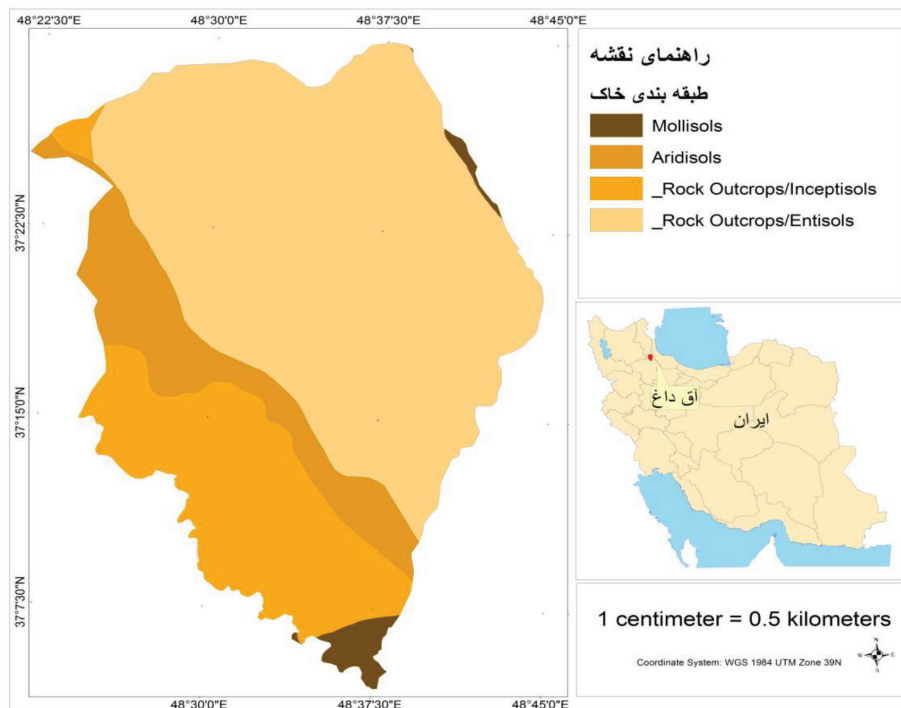 48°22'30"E 48°30'0"E 48°37'30"E 48°45'0"E
37°22'30"N
37°15'0"N
37°7'30"N
48°30'0"E 48°37'30"E 48°45'0"E
راهنمای نقشه
طبقه بندی خاک
Mollisols
Aridisols
_Rock Outcrops/Inceptisols
_Rock Outcrops/Entisols
آق داغ
ایران
1 centimeter = 0.5 kilometers
Coordinate System: WGS 1984 UTM Zone 39N
N
W E
S